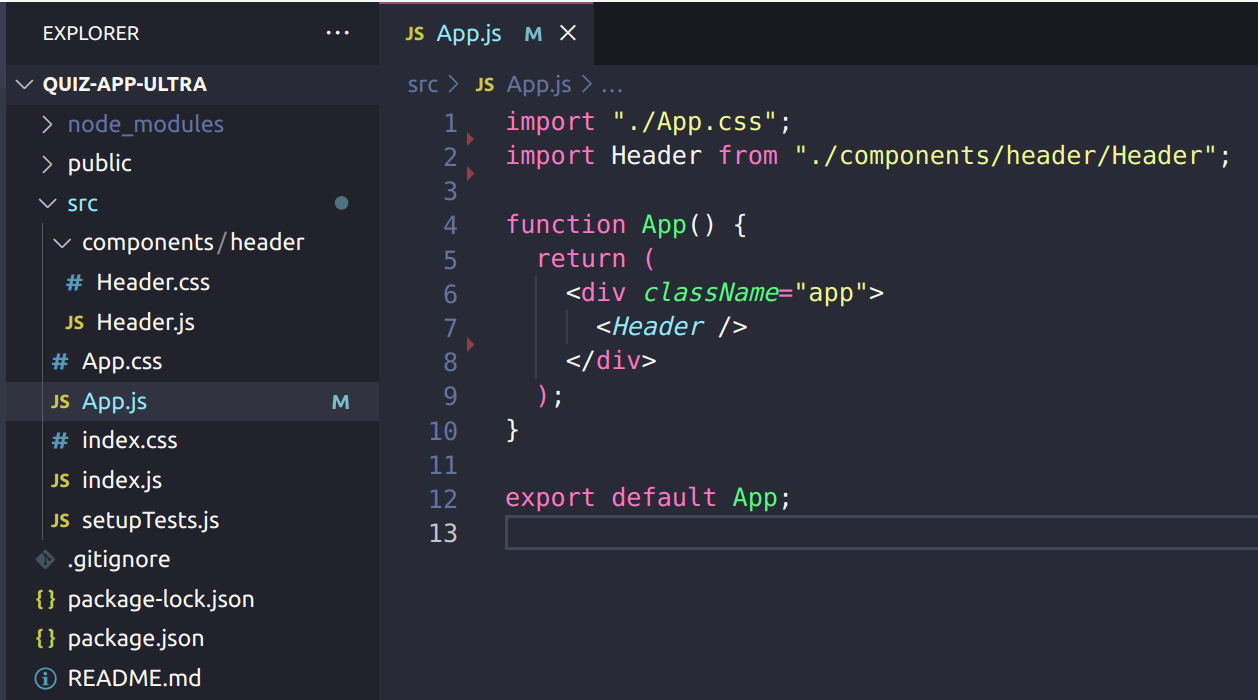 EXPLORER ...
QUIZ-APP-ULTRA
node_modules
public
src
components/header
# Header.css
JS Header.js
# App.css
JS App.js M
# index.css
JS index.js
JS setupTests.js
.gitignore
{} package-lock.json
{} package.json
README.md
JS App.js M
src > JS App.js > ...
1 import "./App.css";
2 import Header from "./components/header/Header";
3
4 function App() {
5   return (
6     <div className="app">
7       <Header />
8     </div>
9   );
10 }
11
12 export default App;
13